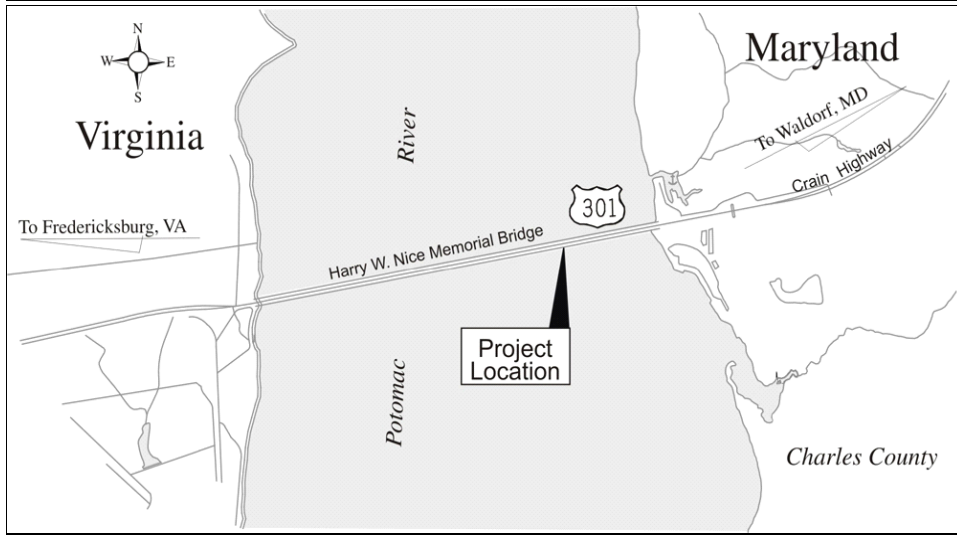 N
W E
S
Virginia
Maryland
River
To Waldorf, MD
Crain Highway
301
To Fredericksburg, VA
Harry W. Nice Memorial Bridge
Project
Location
Potomac
Charles County